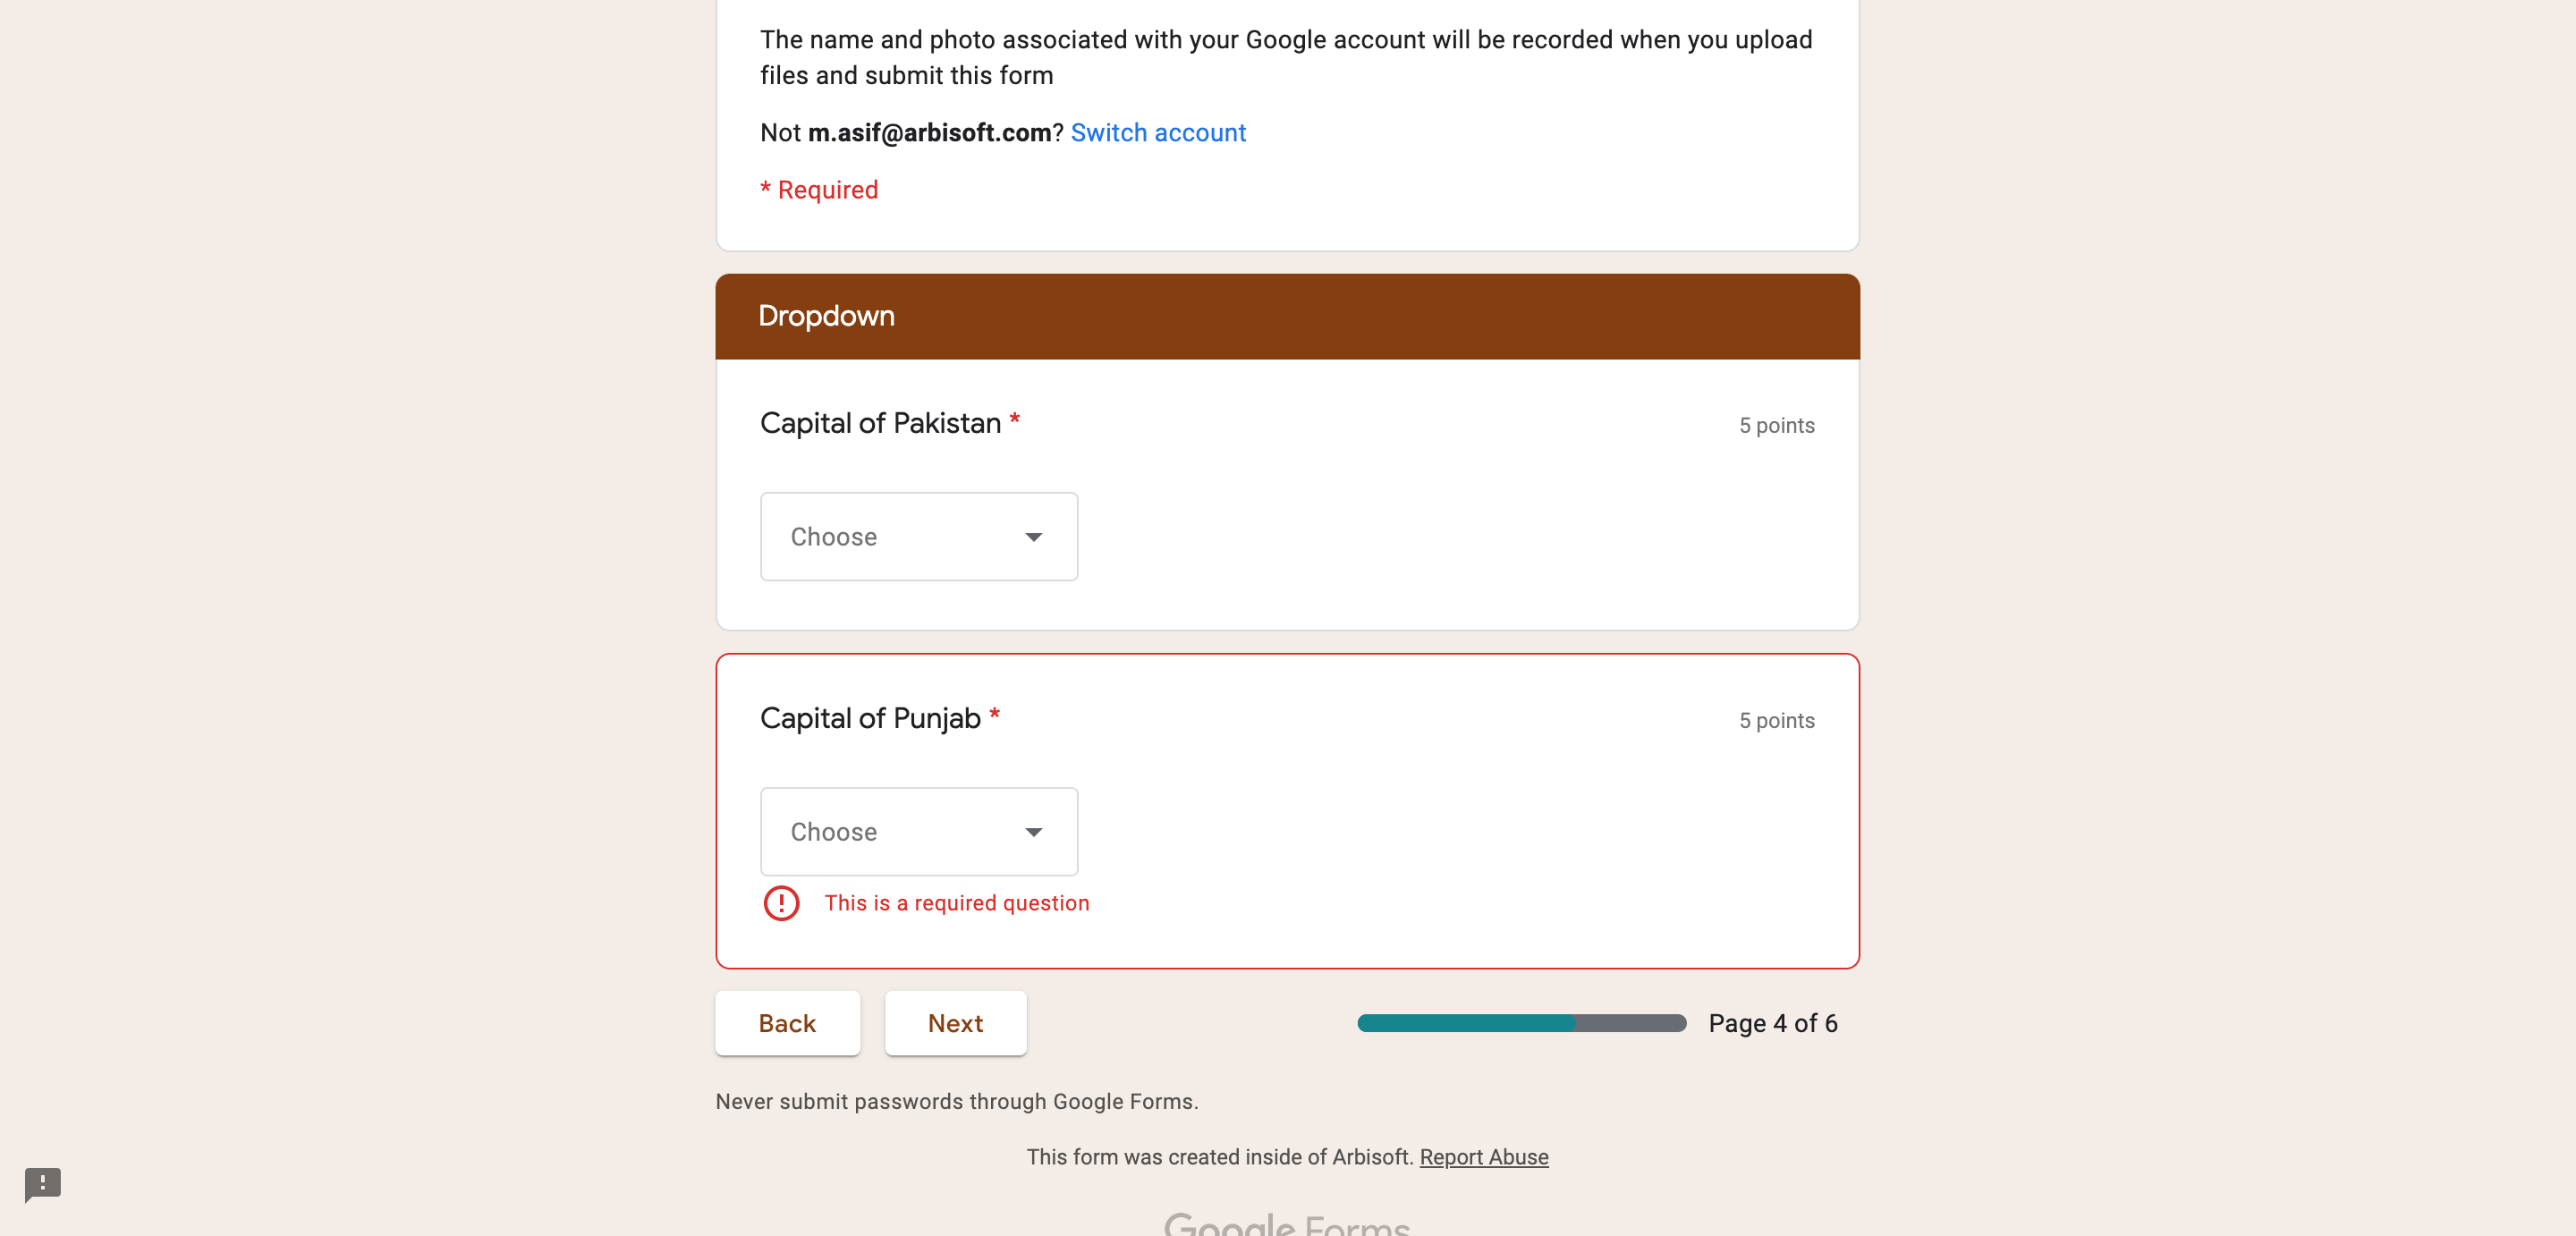 The name and photo associated with your Google account will be recorded when you upload
files and submit this form
Not m.asif@arbisoft.com? Switch account
* Required
Dropdown
Capital of Pakistan *
5 points
Choose
Capital of Punjab *
5 points
Choose
This is a required question
Back
Next
Page 4 of 6
Never submit passwords through Google Forms.
This form was created inside of Arbisoft. Report Abuse
Google Forms